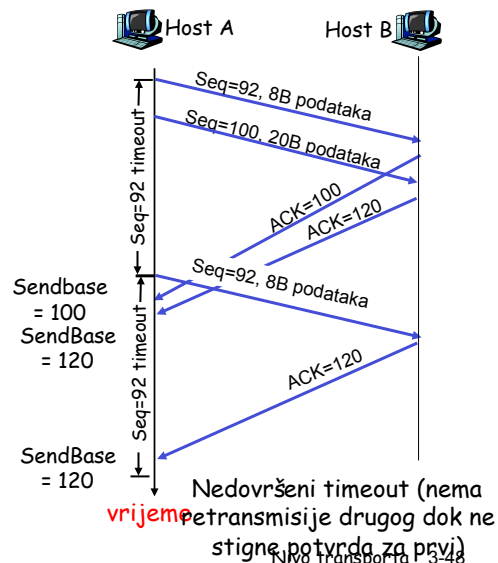 Host A
Host B
Seq=92, 8B podataka
Seq=100, 20B podataka
Seq=92 timeout
ACK=100
ACK=120
Seq=92, 8B podataka
Sendbase
= 100
SendBase
= 120
Seq=92 timeout
ACK=120
SendBase
= 120
vrijeme
Nedovršeni timeout (nema
retransmisije drugog dok ne
stigne potvrda za prvi)
Nivo transporta 3-48